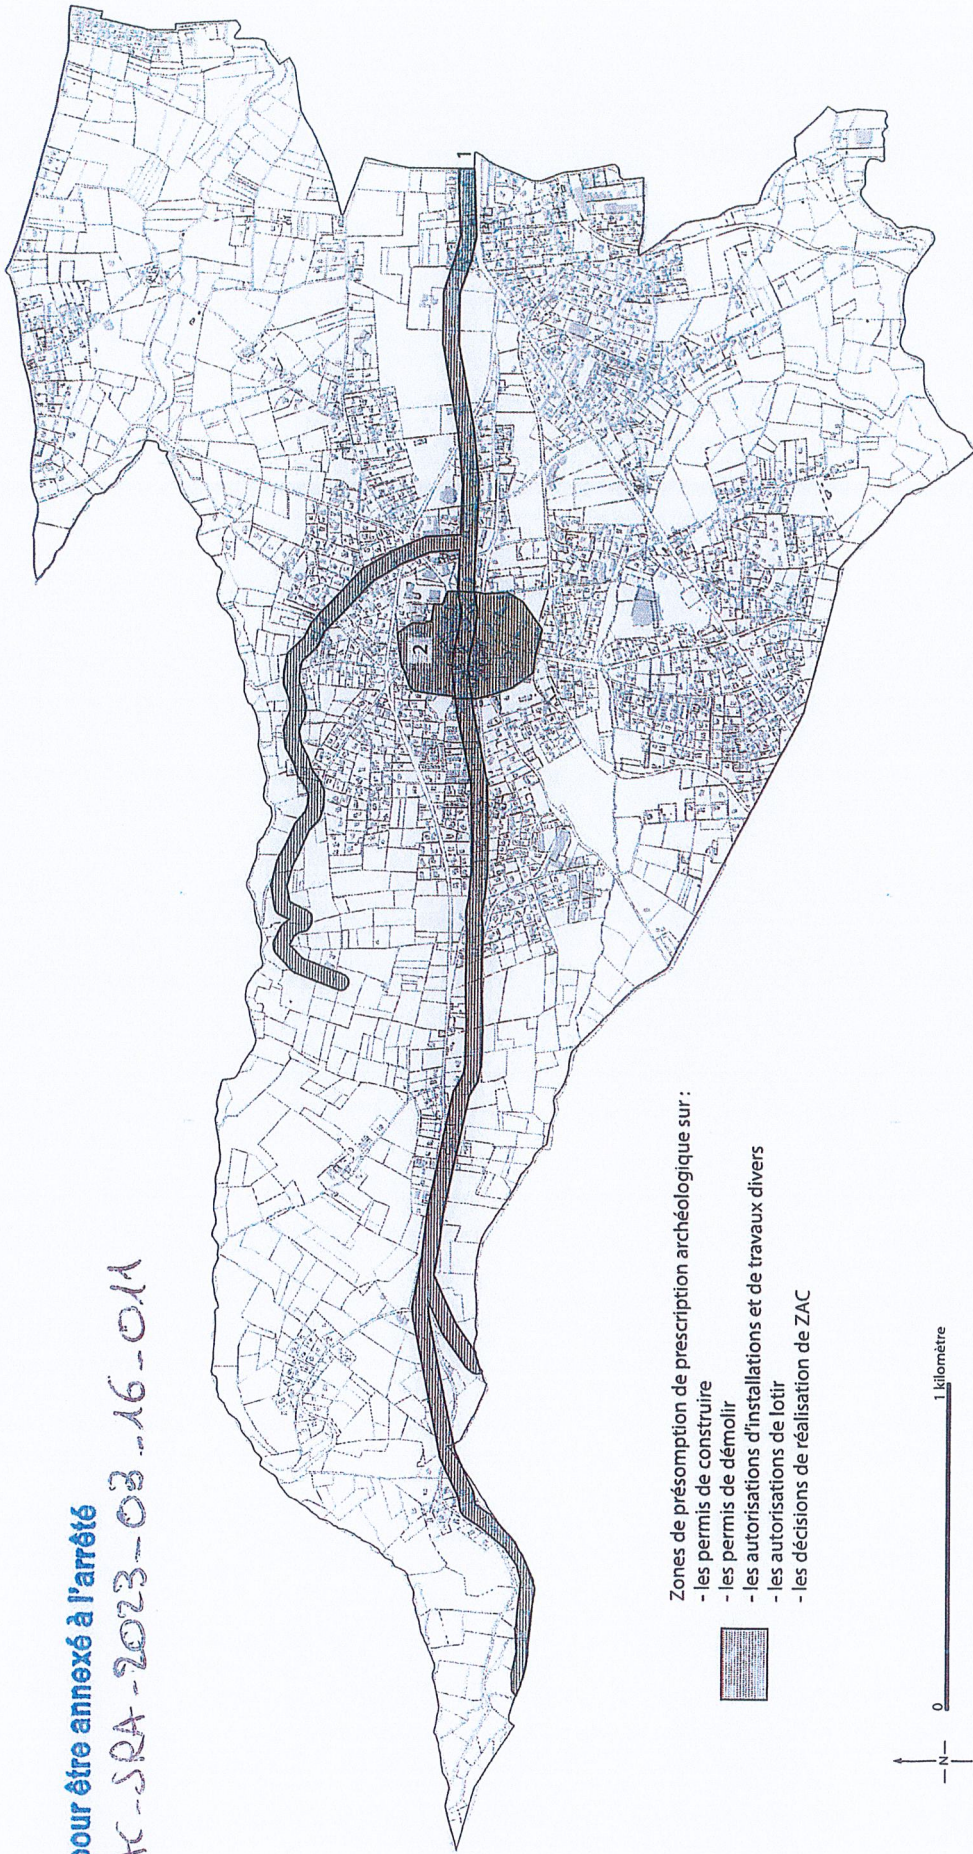 pour être annexé à l'arrêté
-SRA-2023-03-16-011
1
2
Zones de présomption de prescription archéologique sur :
- les permis de construire
- les permis de démolir
- les autorisations d'installations et de travaux divers
- les autorisations de lotir
- les décisions de réalisation de ZAC
0
1 kilomètre
N